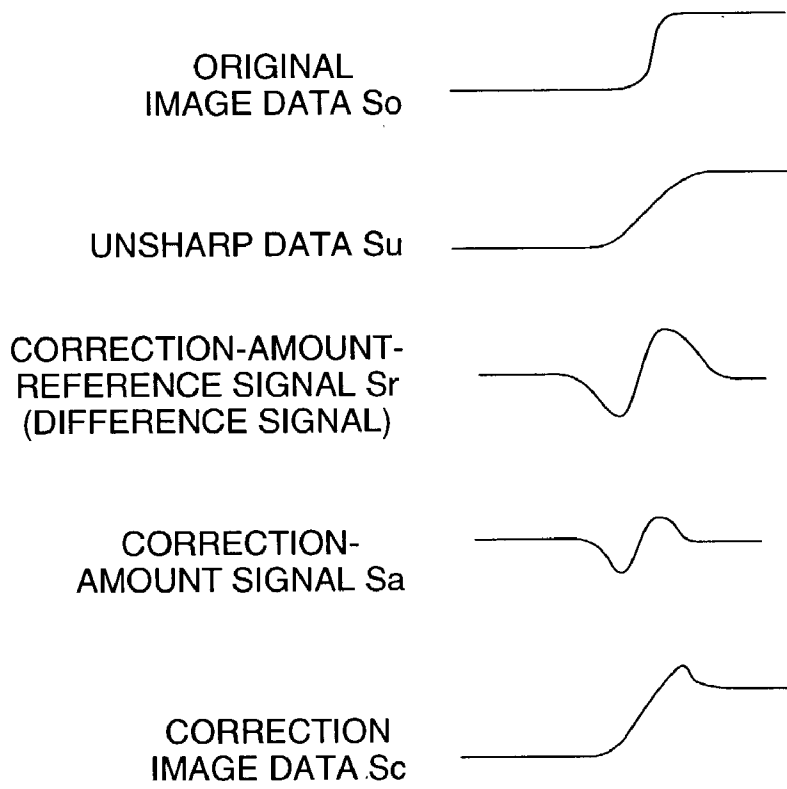 ORIGINAL
IMAGE DATA So
UNSHARP DATA Su
CORRECTION-AMOUNT-
REFERENCE SIGNAL Sr
(DIFFERENCE SIGNAL)
CORRECTION-
AMOUNT SIGNAL Sa
CORRECTION
IMAGE DATA Sc